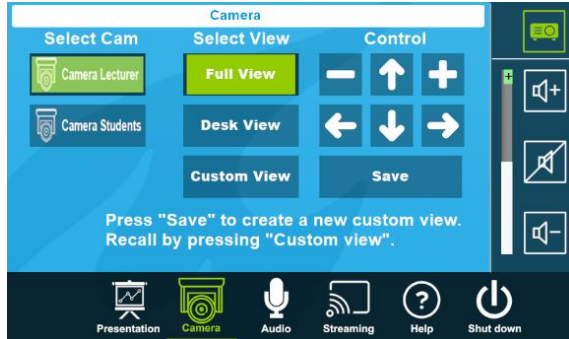 Camera
Select Cam Select View Control
Camera Lecturer Full View
Camera Students Desk View
Custom View Save
Press "Save" to create a new custom view.
Recall by pressing "Custom view".
Presentation Camera Audio Streaming Help Shut down